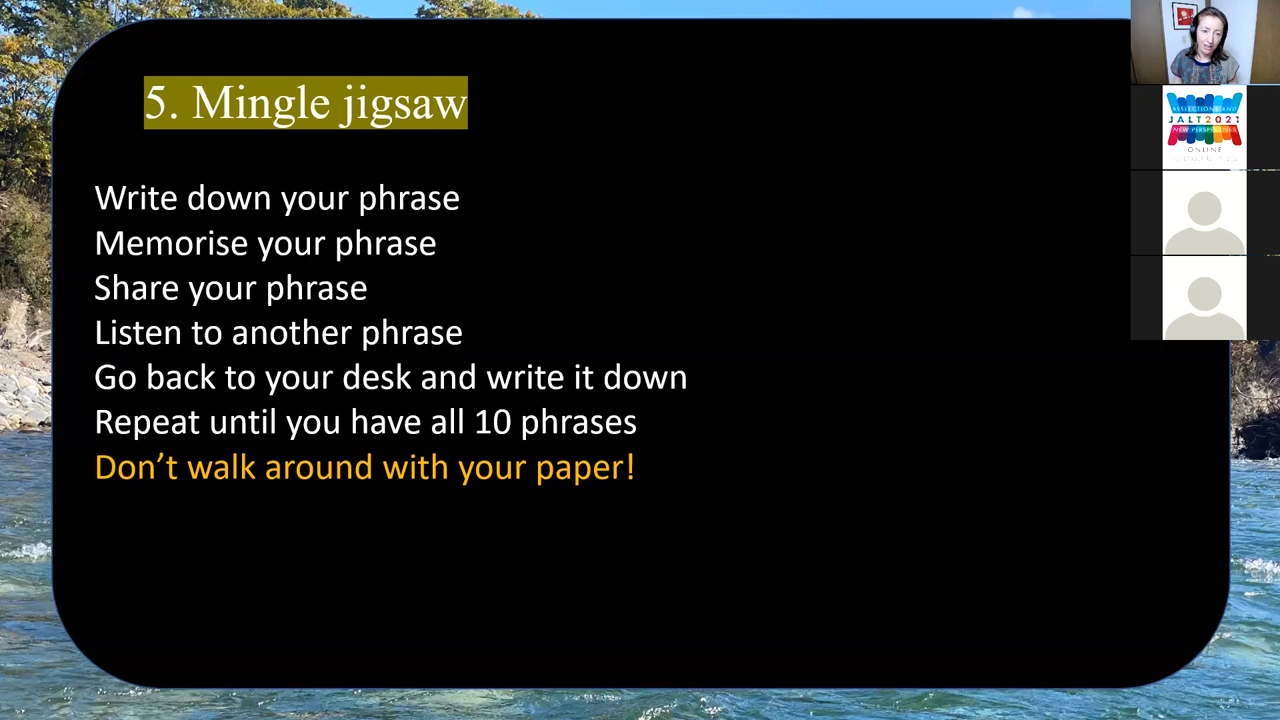 5. Mingle jigsaw
Write down your phrase
Memorise your phrase
Share your phrase
Listen to another phrase
Go back to your desk and write it down
Repeat until you have all 10 phrases
Don’t walk around with your paper!
REFLECTIONS AND
JALT2021
NEW PERSPECTIVES
ONLINE